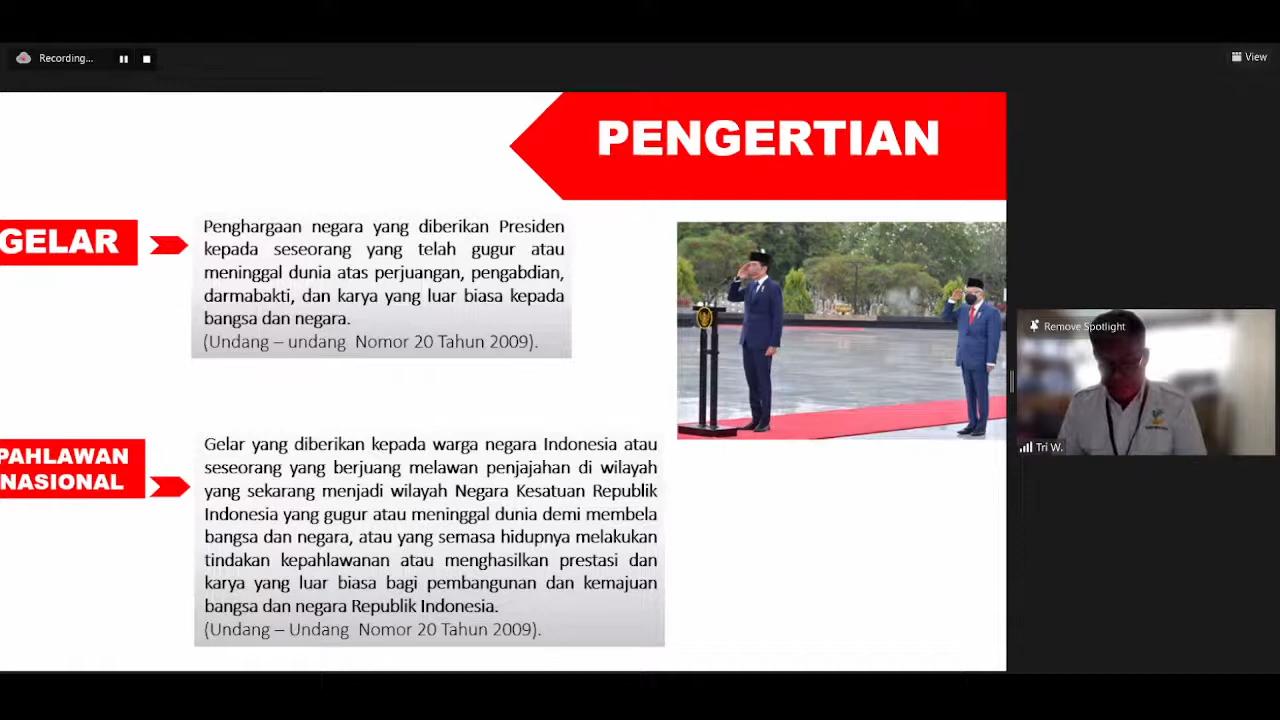 Recording...
View
PENGERTIAN
GELAR
Penghargaan negara yang diberikan Presiden
kepada seseorang yang telah gugur atau
meninggal dunia atas perjuangan, pengabdian,
darmabakti, dan karya yang luar biasa kepada
bangsa dan negara.
(Undang – undang Nomor 20 Tahun 2009).
Remove Spotlight
Tri W.
PAHLAWAN
NASIONAL
Gelar yang diberikan kepada warga negara Indonesia atau
seseorang yang berjuang melawan penjajahan di wilayah
yang sekarang menjadi wilayah Negara Kesatuan Republik
Indonesia yang gugur atau meninggal dunia demi membela
bangsa dan negara, atau yang semasa hidupnya melakukan
tindakan kepahlawanan atau menghasilkan prestasi dan
karya yang luar biasa bagi pembangunan dan kemajuan
bangsa dan negara Republik Indonesia.
(Undang – Undang Nomor 20 Tahun 2009).